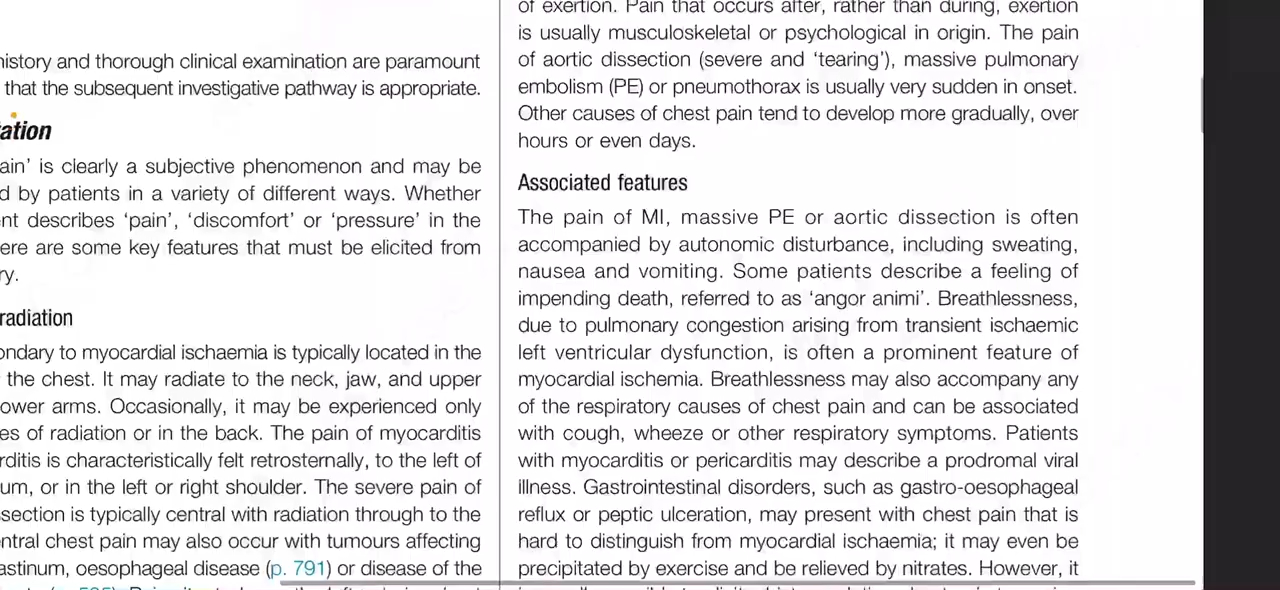 history and thorough clinical examination are paramount
that the subsequent investigative pathway is appropriate.
ation
ain’ is clearly a subjective phenomenon and may be
d by patients in a variety of different ways. Whether
nt describes ‘pain’, ‘discomfort’ or ‘pressure’ in the
ere are some key features that must be elicited from
ry.
radiation
ondary to myocardial ischaemia is typically located in the
the chest. It may radiate to the neck, jaw, and upper
ower arms. Occasionally, it may be experienced only
es of radiation or in the back. The pain of myocarditis
rditis is characteristically felt retrosternally, to the left of
um, or in the left or right shoulder. The severe pain of
ssection is typically central with radiation through to the
ntral chest pain may also occur with tumours affecting
astinum, oesophageal disease (p. 791) or disease of the
of exertion. Pain that occurs after, rather than during, exertion
is usually musculoskeletal or psychological in origin. The pain
of aortic dissection (severe and ‘tearing’), massive pulmonary
embolism (PE) or pneumothorax is usually very sudden in onset.
Other causes of chest pain tend to develop more gradually, over
hours or even days.
Associated features
The pain of MI, massive PE or aortic dissection is often
accompanied by autonomic disturbance, including sweating,
nausea and vomiting. Some patients describe a feeling of
impending death, referred to as ‘angor animi’. Breathlessness,
due to pulmonary congestion arising from transient ischaemic
left ventricular dysfunction, is often a prominent feature of
myocardial ischemia. Breathlessness may also accompany any
of the respiratory causes of chest pain and can be associated
with cough, wheeze or other respiratory symptoms. Patients
with myocarditis or pericarditis may describe a prodromal viral
illness. Gastrointestinal disorders, such as gastro-oesophageal
reflux or peptic ulceration, may present with chest pain that is
hard to distinguish from myocardial ischaemia; it may even be
precipitated by exercise and be relieved by nitrates. However, it